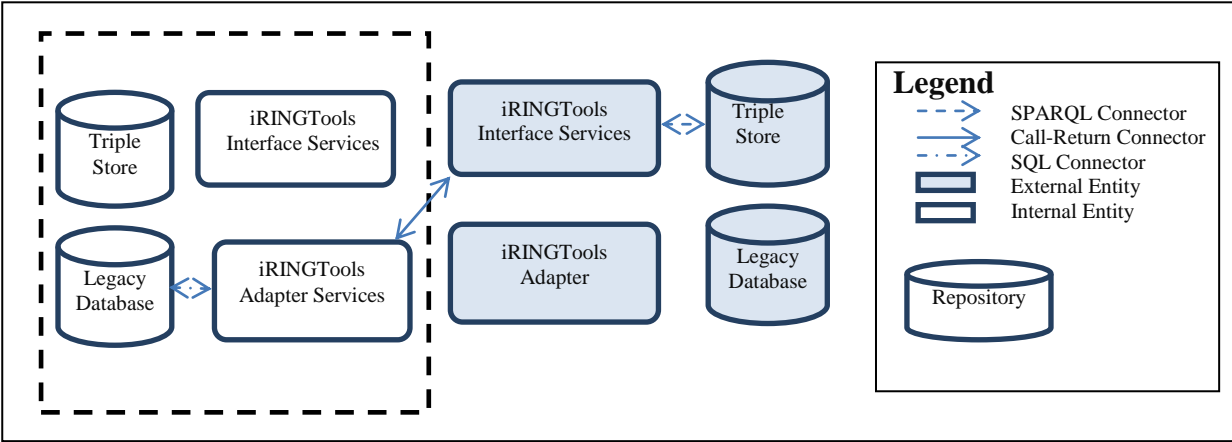 Triple
Store
iRINGTools
Interface Services
Legacy
Database
iRINGTools
Adapter Services
iRINGTools
Interface Services
Triple
Store
iRINGTools
Adapter
Legacy
Database
Legend
SPARQL Connector
Call-Return Connector
SQL Connector
External Entity
Internal Entity
Repository